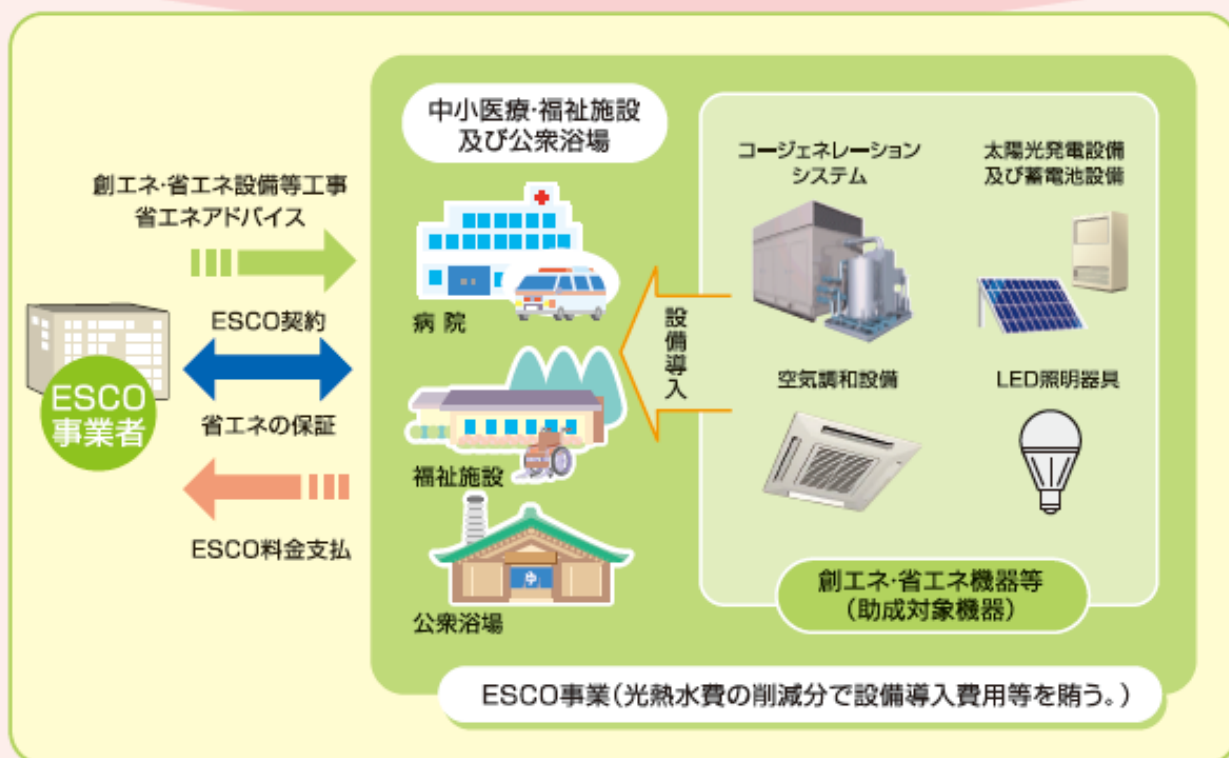 創エネ・省エネ設備等工事
省エネアドバイス
ESCO契約
省エネの保証
ESCO料金支払
ESCO
事業者
中小医療・福祉施設
及び公衆浴場
病院
福祉施設
公衆浴場
設備導入
コージェネレーション
システム
太陽光発電設備
及び蓄電池設備
空気調和設備
LED照明器具
創エネ・省エネ機器等
(助成対象機器)
ESCO事業(光熱水費の削減分で設備導入費用等を賄う。)